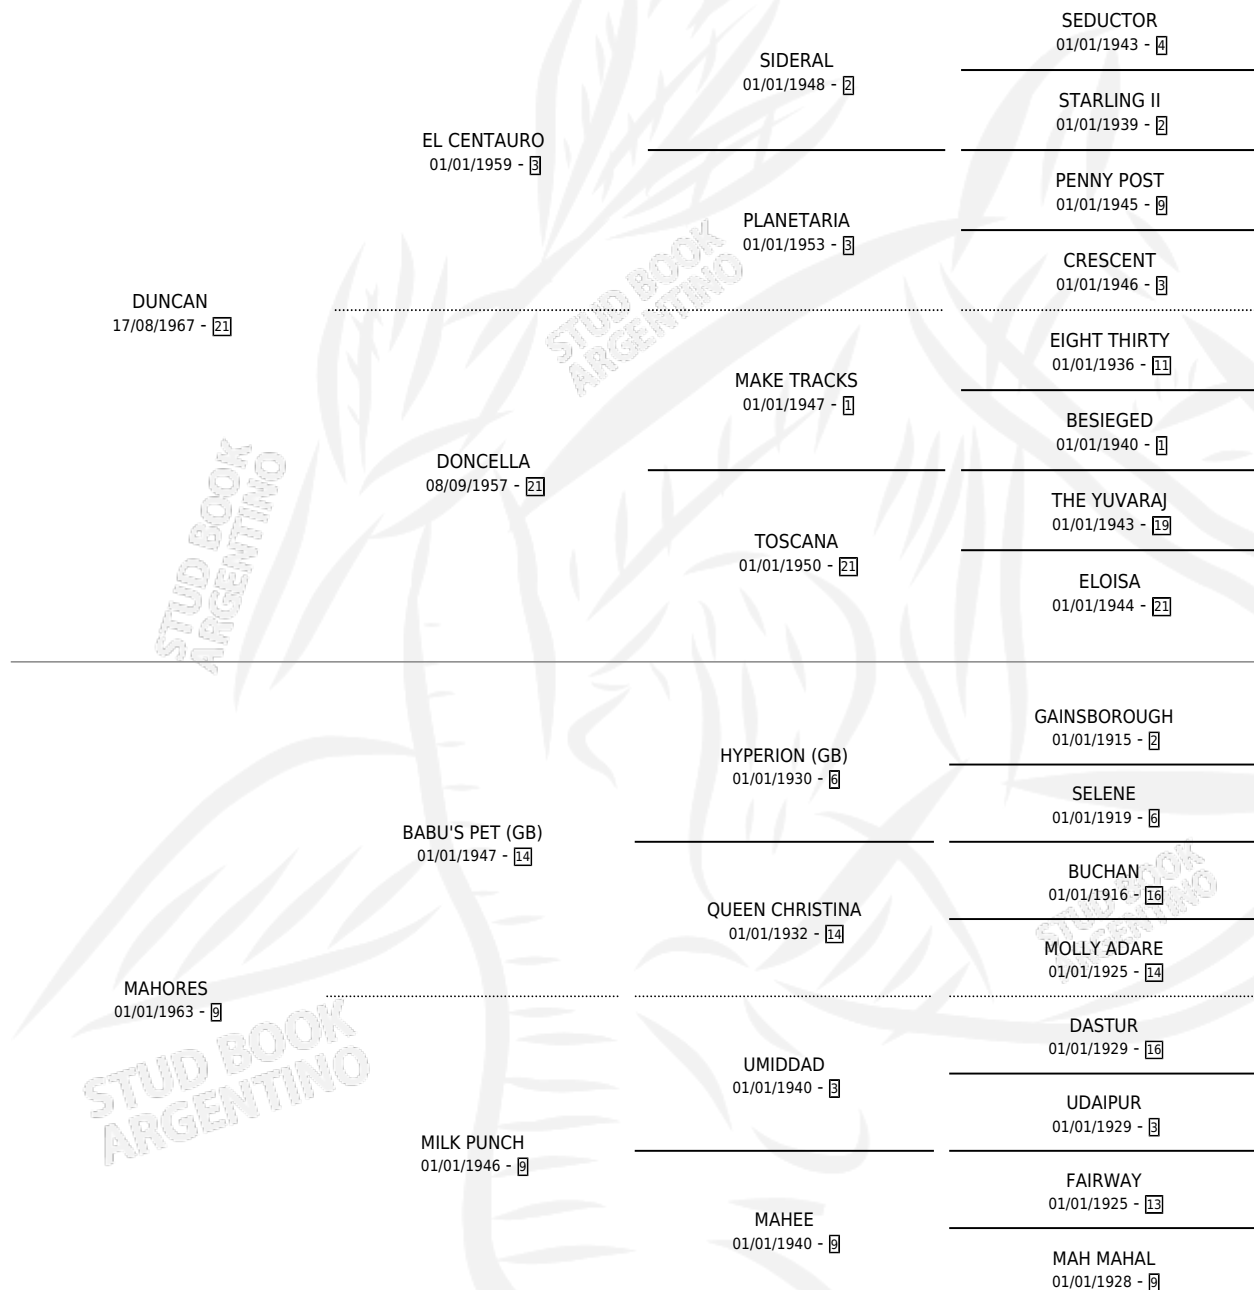 SEDUCTOR
01/01/1943 - 4
SIDERAL
01/01/1948 - 2
STARLING II
01/01/1939 - 2
EL CENTAURO
01/01/1959 - 3
PENNY POST
01/01/1945 - 9
PLANETARIA
01/01/1953 - 3
CRESCENT
01/01/1946 - 3
DUNCAN
17/08/1967 - 21
EIGHT THIRTY
01/01/1936 - 11
MAKE TRACKS
01/01/1947 - 1
BESIEGED
01/01/1940 - 1
DONCELLA
08/09/1957 - 21
THE YUVARAJ
01/01/1943 - 19
TOSCANA
01/01/1950 - 21
ELOISA
01/01/1944 - 21
GAINSBOROUGH
01/01/1915 - 2
HYPERION (GB)
01/01/1930 - 6
SELENE
01/01/1919 - 6
BABU'S PET (GB)
01/01/1947 - 14
BUCHAN
01/01/1916 - 16
QUEEN CHRISTINA
01/01/1932 - 14
MOLLY ADARE
01/01/1925 - 14
MAHORES
01/01/1963 - 9
DASTUR
01/01/1929 - 16
UMIDDAD
01/01/1940 - 3
UDAIPUR
01/01/1929 - 3
MILK PUNCH
01/01/1946 - 9
FAIRWAY
01/01/1925 - 13
MAHEE
01/01/1940 - 9
MAH MAHAL
01/01/1928 - 9
STUD BOOK
ARGENTINO
STUD BOOK
ARGENTINO
STUD BOOK
ARGENTINO
STUD BOOK
ARGENTINO